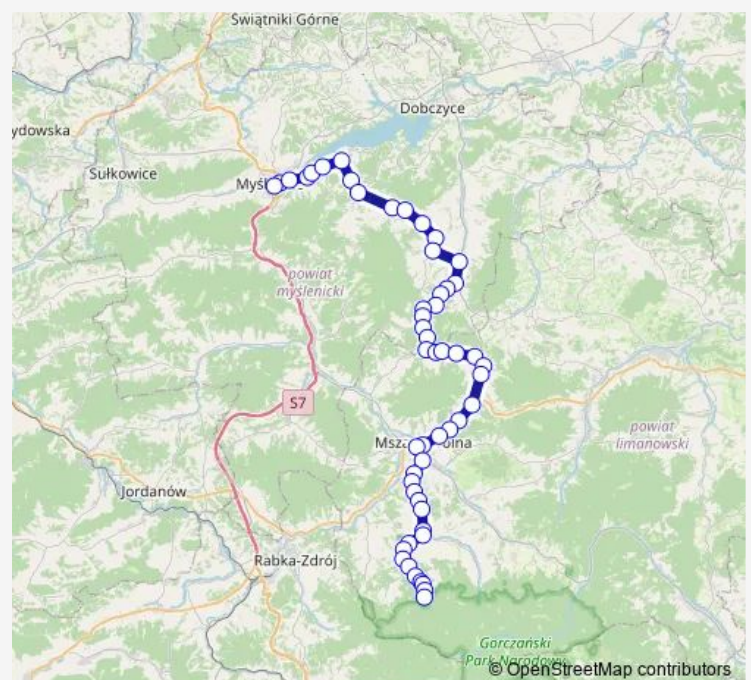 Świątniki Górne
Dobczyce
ydowska
Sułkowice
Myśl
powiat
myślenicki
S7
powiat
limanowski
Msza
olna
Jordanów
Rabka-Zdrój
Gorczański
Park Narodowy
© OpenStreetMap contributors